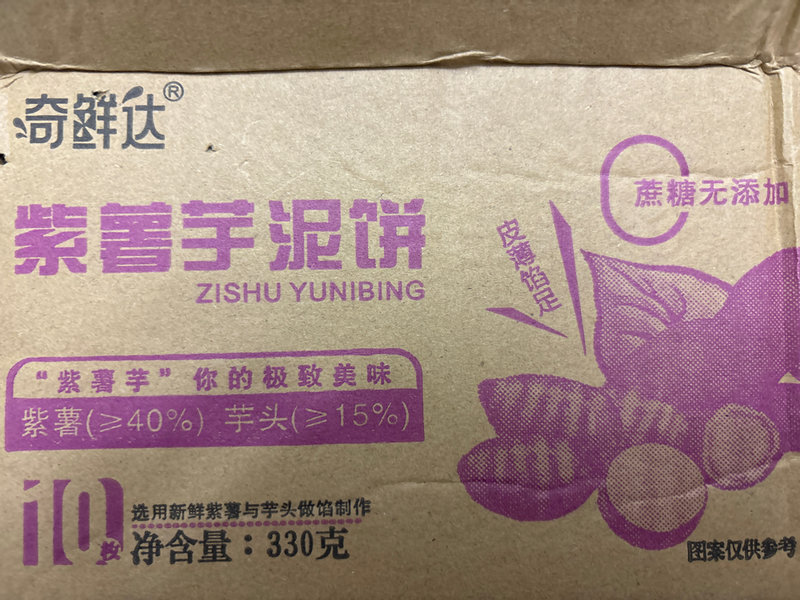 奇鲜达®
0蔗糖无添加
紫薯芋泥饼
ZISHU YUNIBING
皮薄馅足
“紫薯芋”你的极致美味
紫薯(≥40%) 芋头(≥15%)
10枚
选用新鲜紫薯与芋头做馅制作
净含量:330克
图案仅供参考